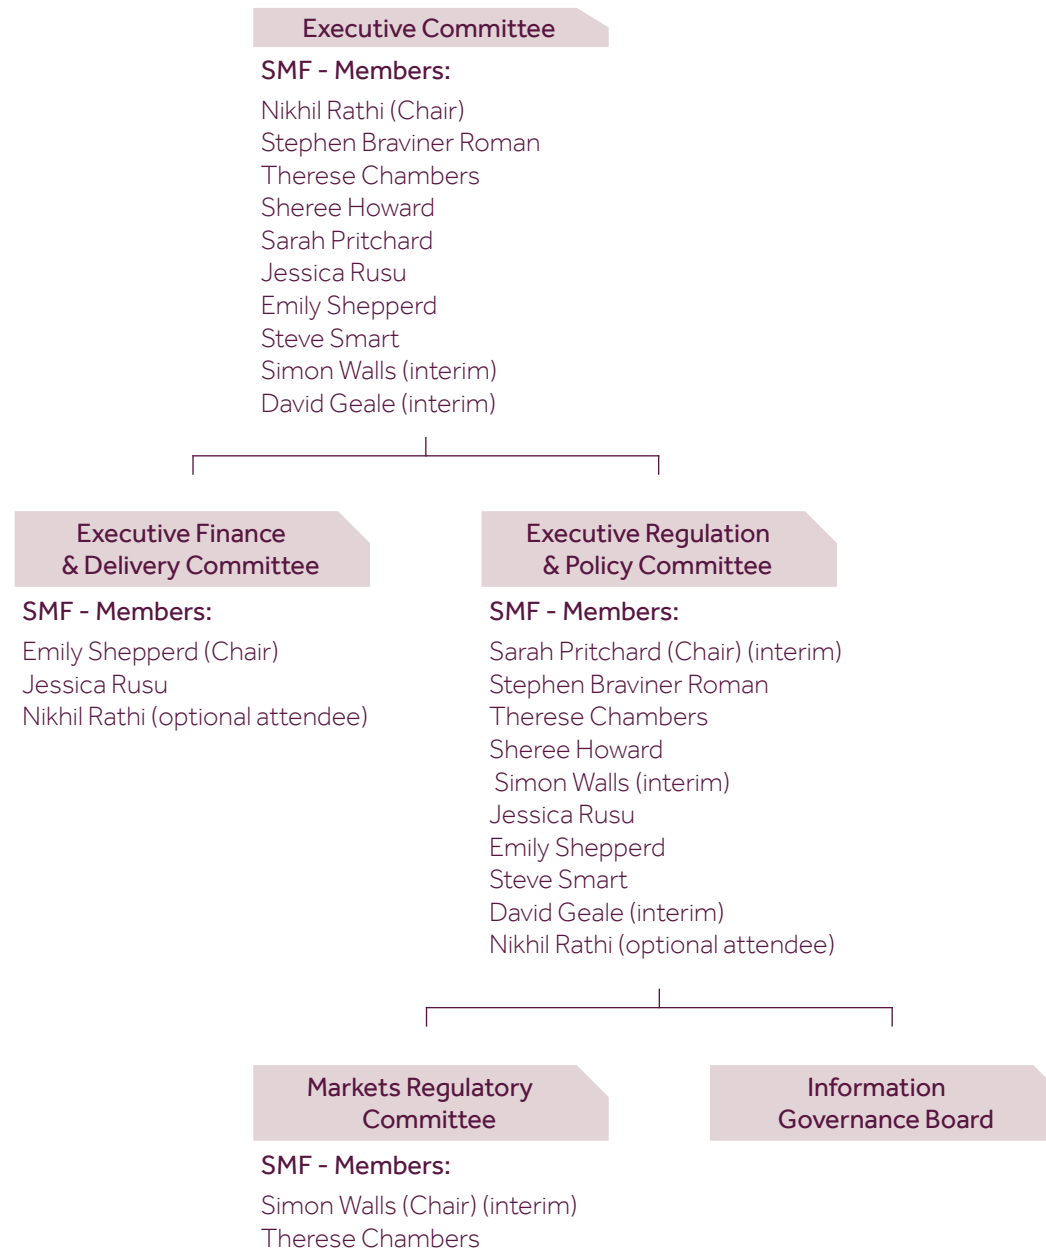 Executive Committee
SMF - Members:
Nikhil Rathi (Chair)
Stephen Braviner Roman
Therese Chambers
Sheree Howard
Sarah Pritchard
Jessica Rusu
Emily Shepperd
Steve Smart
Simon Walls (interim)
David Geale (interim)
Executive Finance
& Delivery Committee
SMF - Members:
Emily Shepperd (Chair)
Jessica Rusu
Nikhil Rathi (optional attendee)
Executive Regulation
& Policy Committee
SMF - Members:
Sarah Pritchard (Chair) (interim)
Stephen Braviner Roman
Therese Chambers
Sheree Howard
Simon Walls (interim)
Jessica Rusu
Emily Shepperd
Steve Smart
David Geale (interim)
Nikhil Rathi (optional attendee)
Markets Regulatory
Committee
SMF - Members:
Simon Walls (Chair) (interim)
Therese Chambers
Information
Governance Board